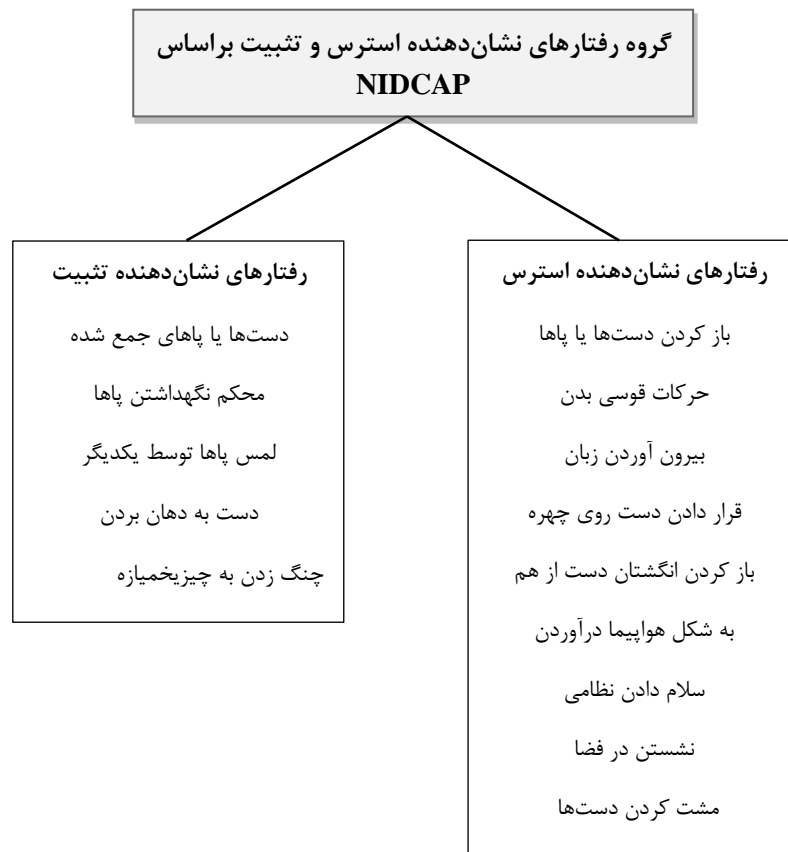 گروه رفتارهای نشان‌دهنده استرس و تثبیت براساس
NIDCAP
رفتارهای نشان‌دهنده استرس
باز کردن دست‌ها یا پاها
حرکات قوسی بدن
بیرون آوردن زبان
قرار دادن دست روی چهره
باز کردن انگشتان دست از هم
به شکل هواپیما درآوردن
سلام دادن نظامی
نشستن در فضا
مشت کردن دست‌ها
رفتارهای نشان‌دهنده تثبیت
دست‌ها یا پاهای جمع شده
محکم نگهداشتن پاها
لمس پاها توسط یکدیگر
دست به دهان بردن
چنگ زدن به چیزیخمیازه